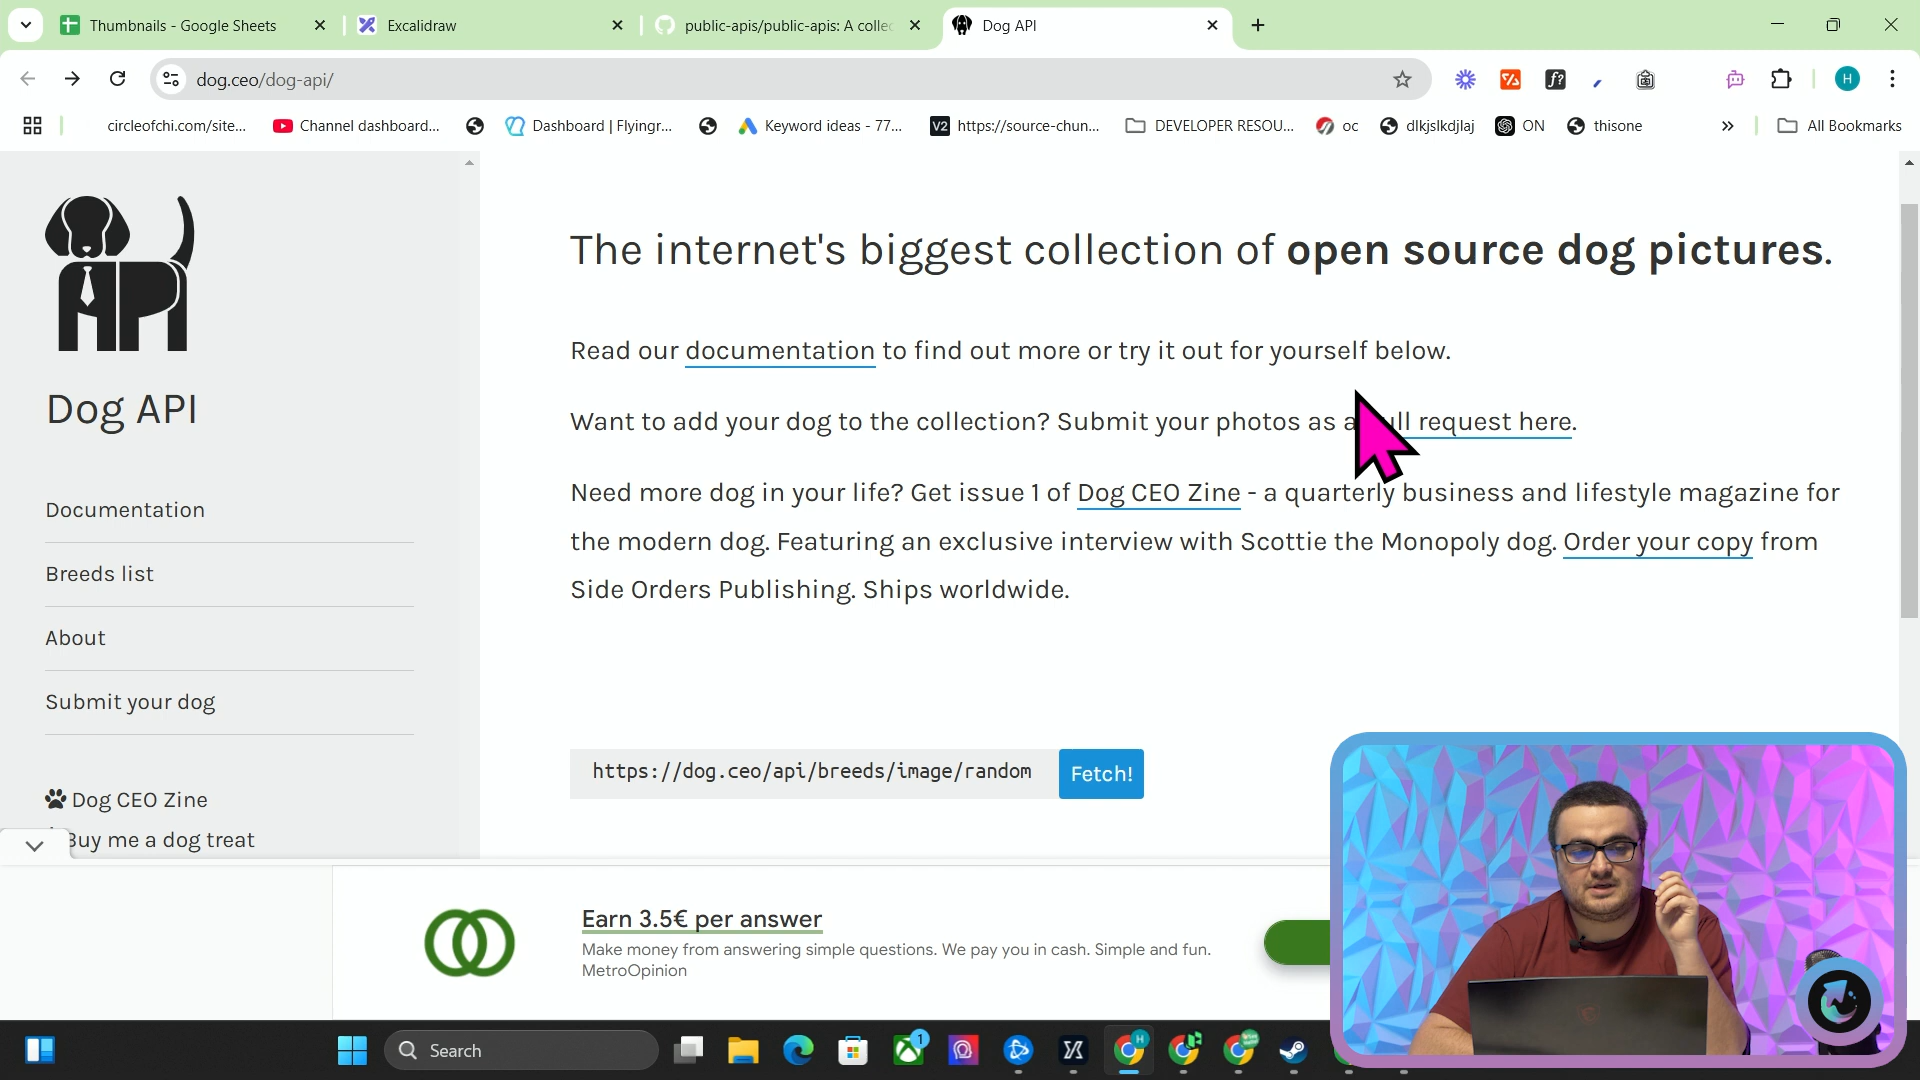 Thumbnails - Google Sheets
Excalidraw
public-apis/public-apis: A collec
Dog API
dog.ceo/dog-api/
H
circleofchi.com/site...
Channel dashboard...
Dashboard | Flyingr...
Keyword ideas - 77...
V2
https://source-chun...
DEVELOPER RESOU...
oc
dlkjslkdjlaj
ON
thisone
All Bookmarks
Dog API
Documentation
Breeds list
About
Submit your dog
Dog CEO Zine
Buy me a dog treat
The internet's biggest collection of open source dog pictures.
Read our documentation to find out more or try it out for yourself below.
Want to add your dog to the collection? Submit your photos as a request here.
Need more dog in your life? Get issue 1 of Dog CEO Zine - a quarterly business and lifestyle magazine for
the modern dog. Featuring an exclusive interview with Scottie the Monopoly dog. Order your copy from
Side Orders Publishing. Ships worldwide.
https://dog.ceo/api/breeds/image/random
Fetch!
Earn 3.5€ per answer
Make money from answering simple questions. We pay you in cash. Simple and fun.
MetroOpinion
Search
1
H